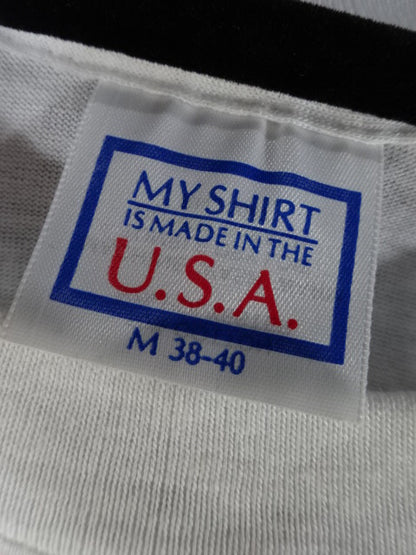 MY SHIRT
IS MADE IN THE
U.S.A.
M 38-40